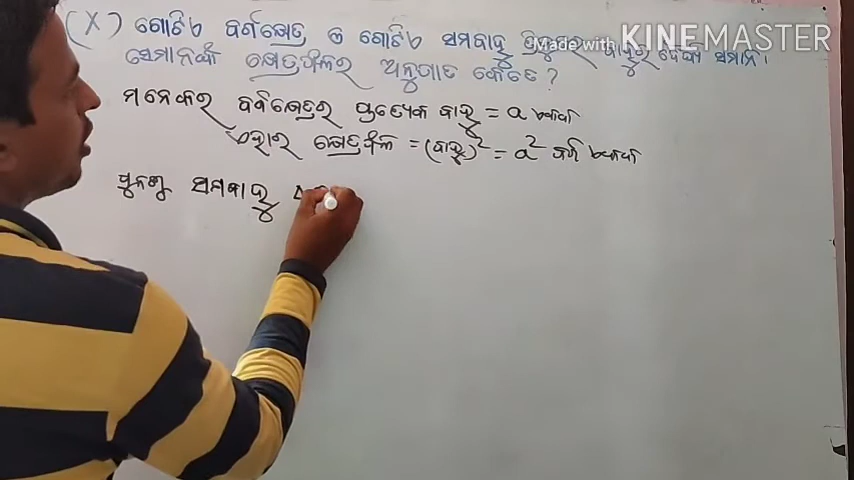 (X) ଗୋଟିଏ ବର୍ଗକ୍ଷେତ୍ର ଓ ଗୋଟିଏ ସମବାହୁ ତ୍ରିଭୁଜର ବାହୁର ଦୈର୍ଘ୍ୟ ସମାନ ।
Made with KINEMASTER
ସେମାନଙ୍କ କ୍ଷେତ୍ରଫଳର ଅନୁପାତ କେତେ ?
ମନେକର ବର୍ଗକ୍ଷେତ୍ରର ପ୍ରତ୍ୟେକ ବାହୁ = a ଏକକ
ଏହାର କ୍ଷେତ୍ରଫଳ = (ବାହୁ)² = a² ବର୍ଗ ଏକକ
ପୁନଶ୍ଚ ସମବାହୁ